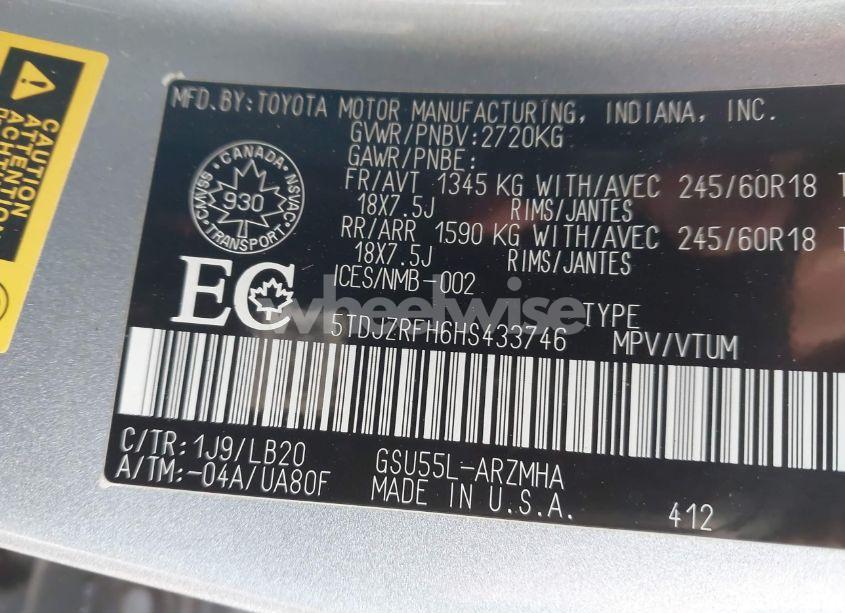 CAUTION
ATTENTION
MFD.BY:TOYOTA MOTOR MANUFACTURING, INDIANA, INC.
GVWR/PNBV:2720KG
GAWR/PNBE:
FR/AVT 1345 KG WITH/AVEC 245/60R18
18X7.5J RIMS/JANTES
RR/ARR 1590 KG WITH/AVEC 245/60R18
18X7.5J RIMS/JANTES
ICES/NMB-002
CANADA
CMVSS 930 NSVAC
TRANSPORT
EC
wheelwise
TYPE
5TDJZRFH6HS433746 MPV/VTUM
C/TR:1J9/LB20 GSU55L-ARZMHA
A/TM:-04A/UA80F MADE IN U.S.A.
412